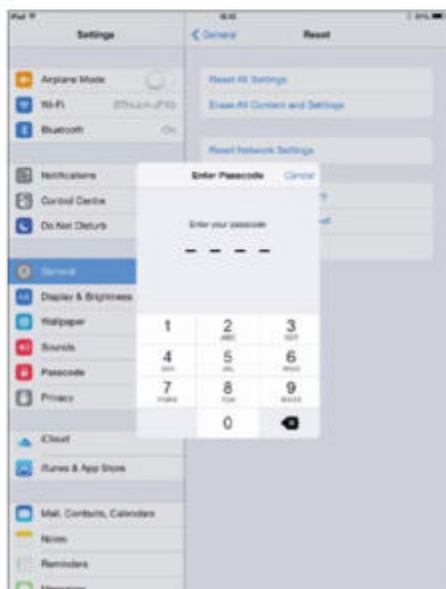 iPad
Settings
General
Reset
Airplane Mode
Wi-Fi
Bluetooth
On
Notifications
Control Centre
Do Not Disturb
General
Display & Brightness
Wallpaper
Sounds
Passcode
Privacy
iCloud
iTunes & App Store
Mail, Contacts, Calendars
Notes
Reminders
Messages
Reset All Settings
Erase All Content and Settings
Reset Network Settings
Enter Passcode
Cancel
Enter your passcode
1
2
ABC
3
DEF
4
GHI
5
JKL
6
MNO
7
PQRS
8
TUV
9
WXYZ
0